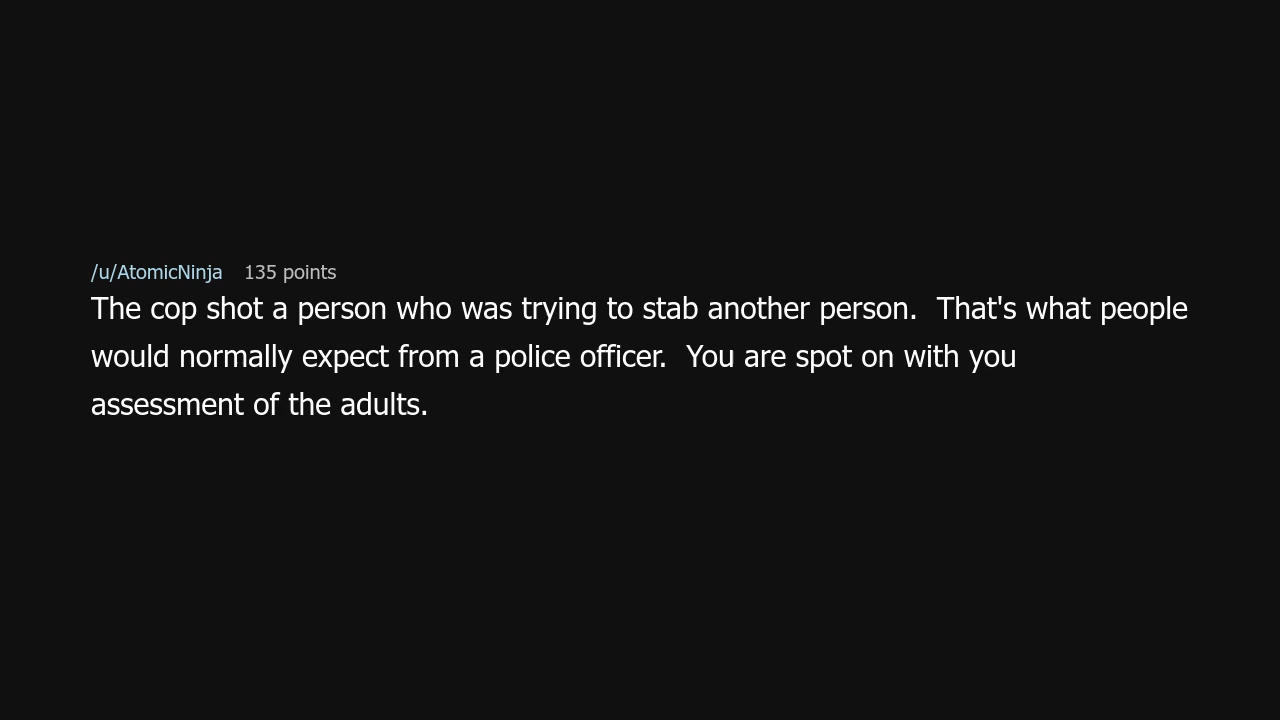 /u/AtomicNinja 135 points
The cop shot a person who was trying to stab another person.  That's what people
would normally expect from a police officer.  You are spot on with you
assessment of the adults.